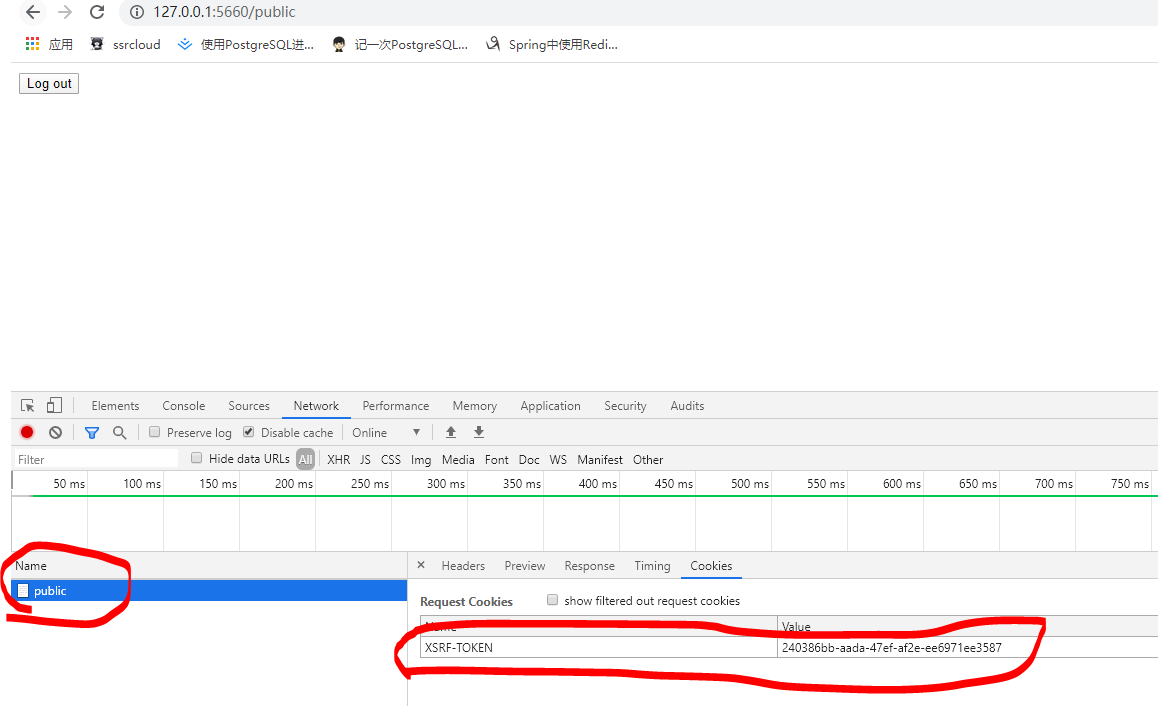 127.0.0.1:5660/public
应用 ssrcloud 使用PostgreSQL进... 记一次PostgreSQL... Spring中使用Redi...
Log out
Elements Console Sources Network Performance Memory Application Security Audits
Preserve log Disable cache Online
Filter Hide data URLs All XHR JS CSS Img Media Font Doc WS Manifest Other
50 ms 100 ms 150 ms 200 ms 250 ms 300 ms 350 ms 400 ms 450 ms 500 ms 550 ms 600 ms 650 ms 700 ms 750 ms
Name × Headers Preview Response Timing Cookies
public
Request Cookies show filtered out request cookies
Name Value
XSRF-TOKEN 240386bb-aada-47ef-af2e-ee6971ee3587